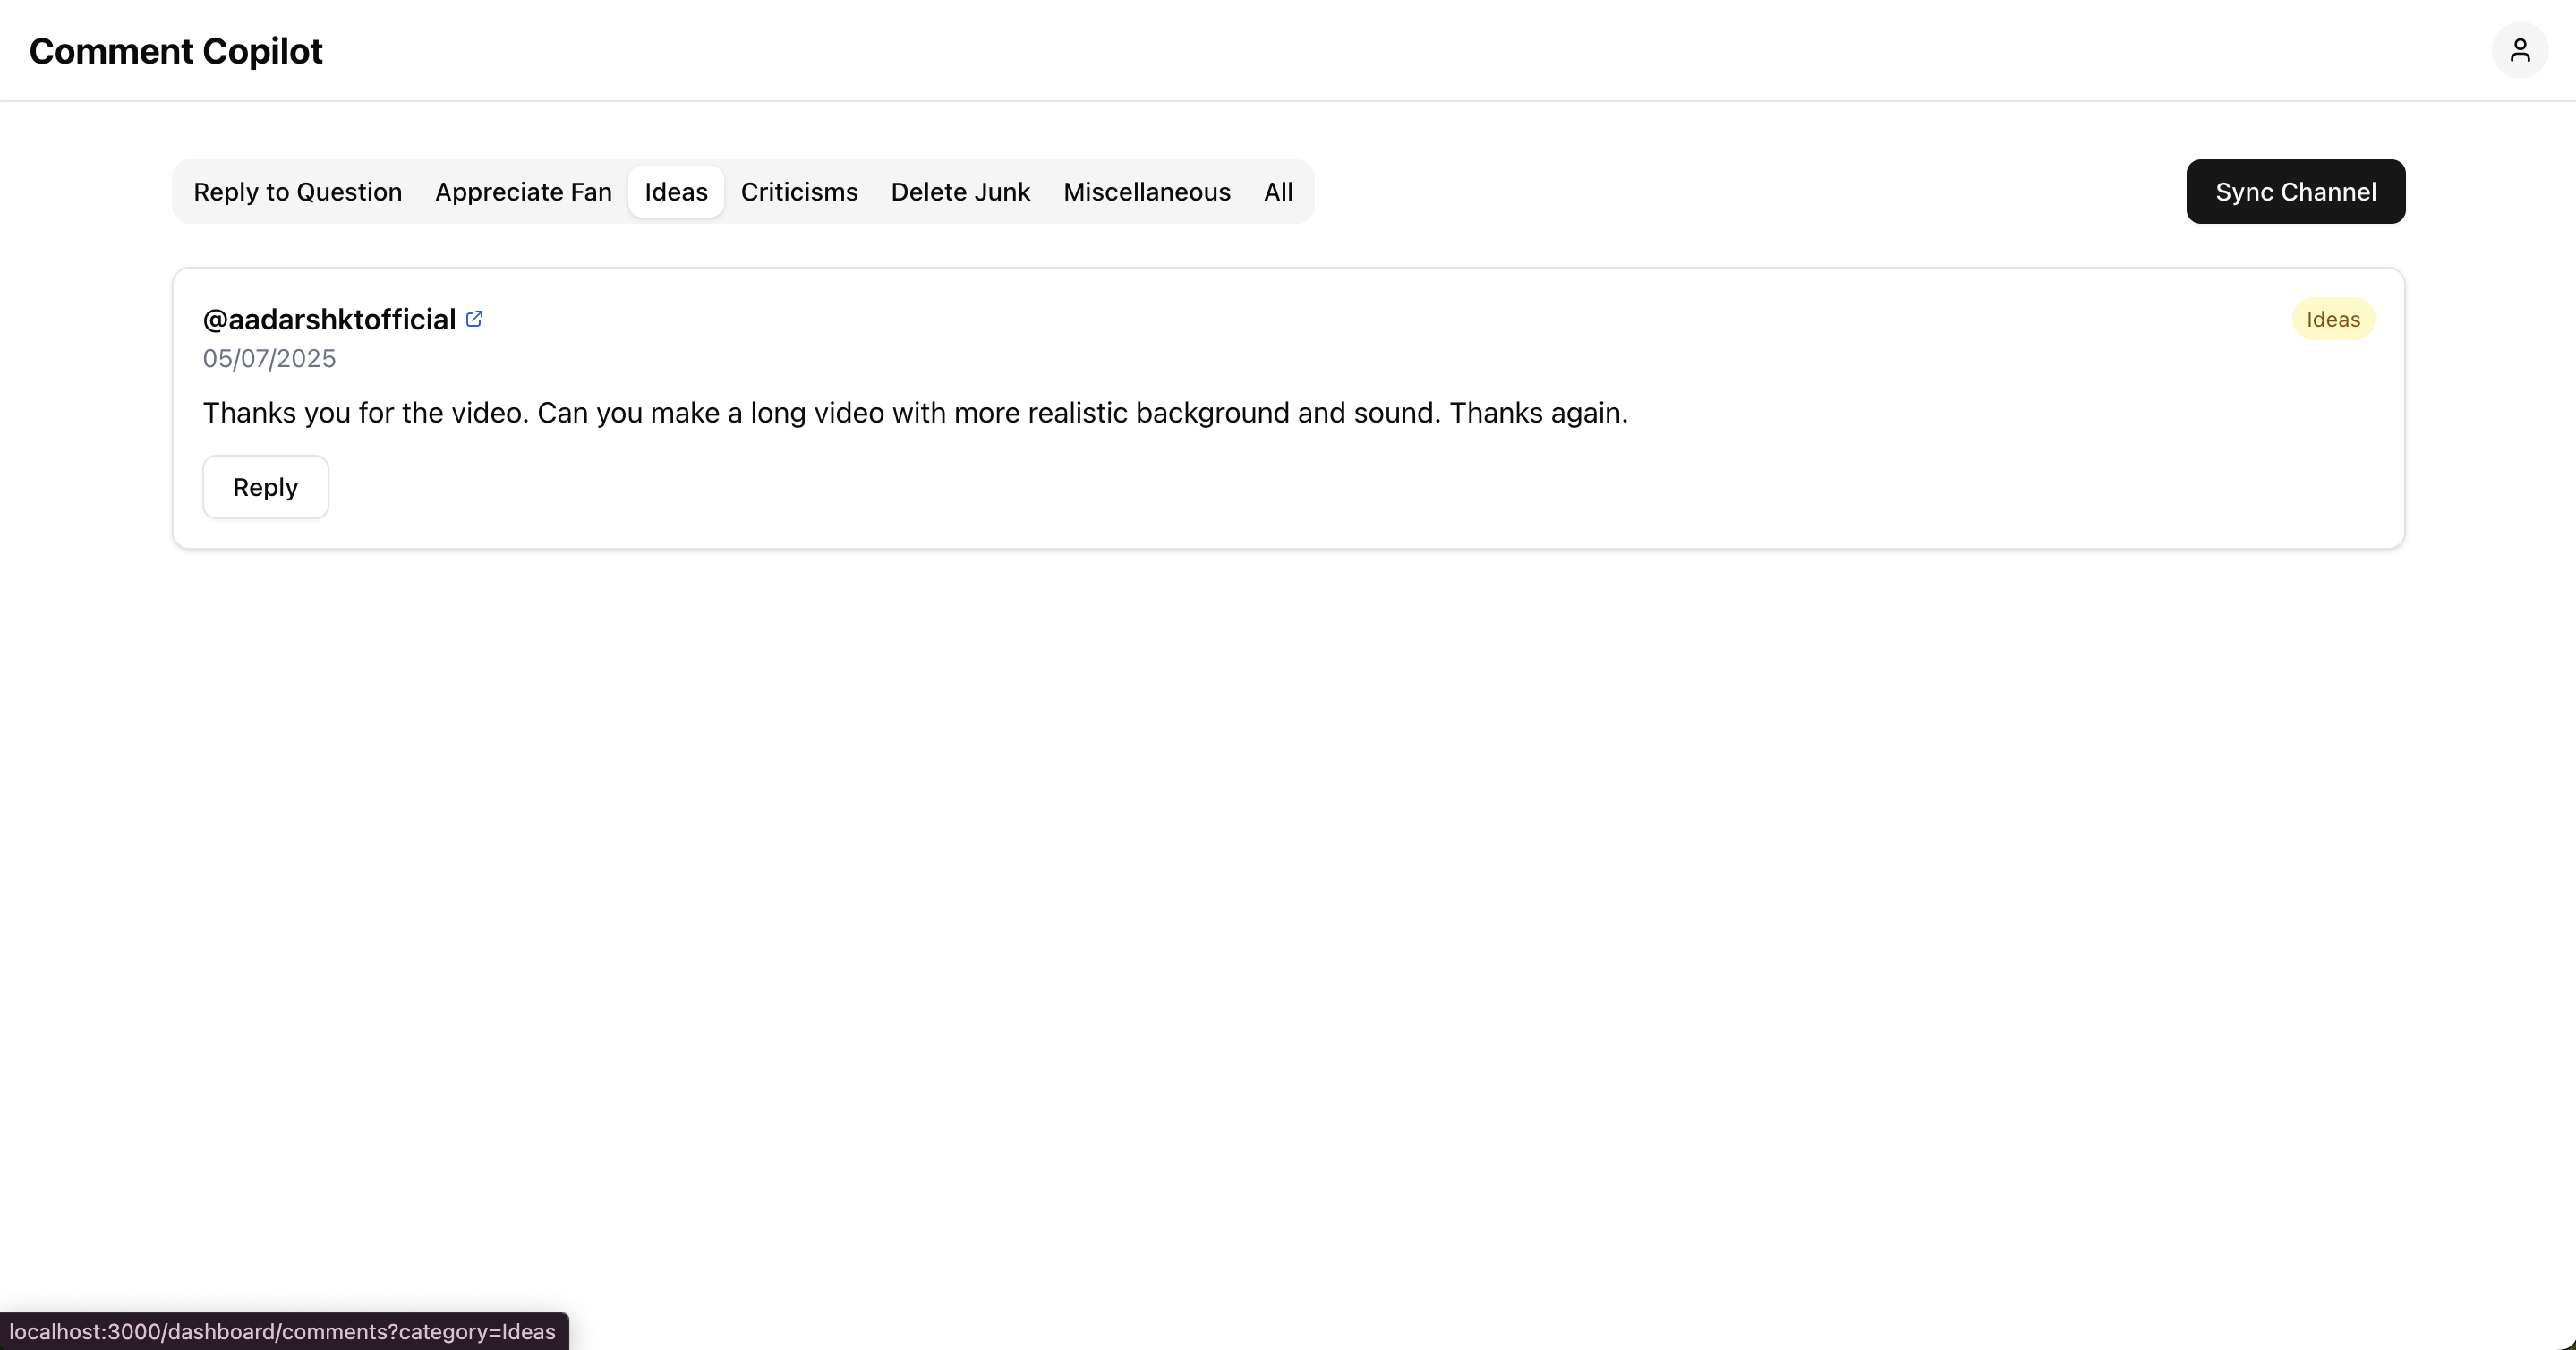 Comment Copilot
Reply to Question Appreciate Fan Ideas Criticisms Delete Junk Miscellaneous All
Sync Channel
@aadarshktofficial
Ideas
05/07/2025
Thanks you for the video. Can you make a long video with more realistic background and sound. Thanks again.
Reply
localhost:3000/dashboard/comments?category=Ideas